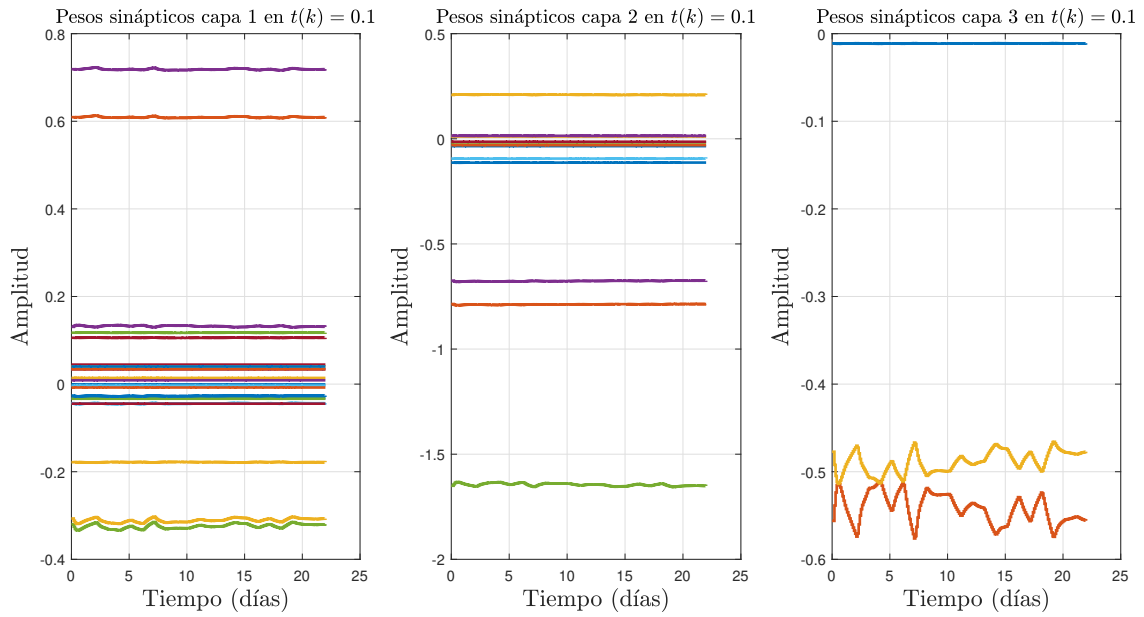 Pesos sinápticos capa 1 en t(k) = 0.1
0.8
0.6
0.4
0.2
0
-0.2
-0.4
Amplitud
0 5 10 15 20 25
Tiempo (días)
Pesos sinápticos capa 2 en t(k) = 0.1
0.5
0
-0.5
-1
-1.5
-2
Amplitud
0 5 10 15 20 25
Tiempo (días)
Pesos sinápticos capa 3 en t(k) = 0.1
0
-0.1
-0.2
-0.3
-0.4
-0.5
-0.6
Amplitud
0 5 10 15 20 25
Tiempo (días)